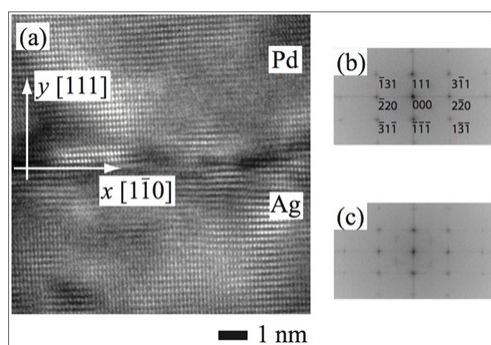 (a)
Pd
y [111]
x [11̄0]
Ag
1 nm
(b)
1̄31 111 31̄1
2̄20 000 22̄0
3̄11̄ 1̄1̄1̄ 13̄1̄
(c)